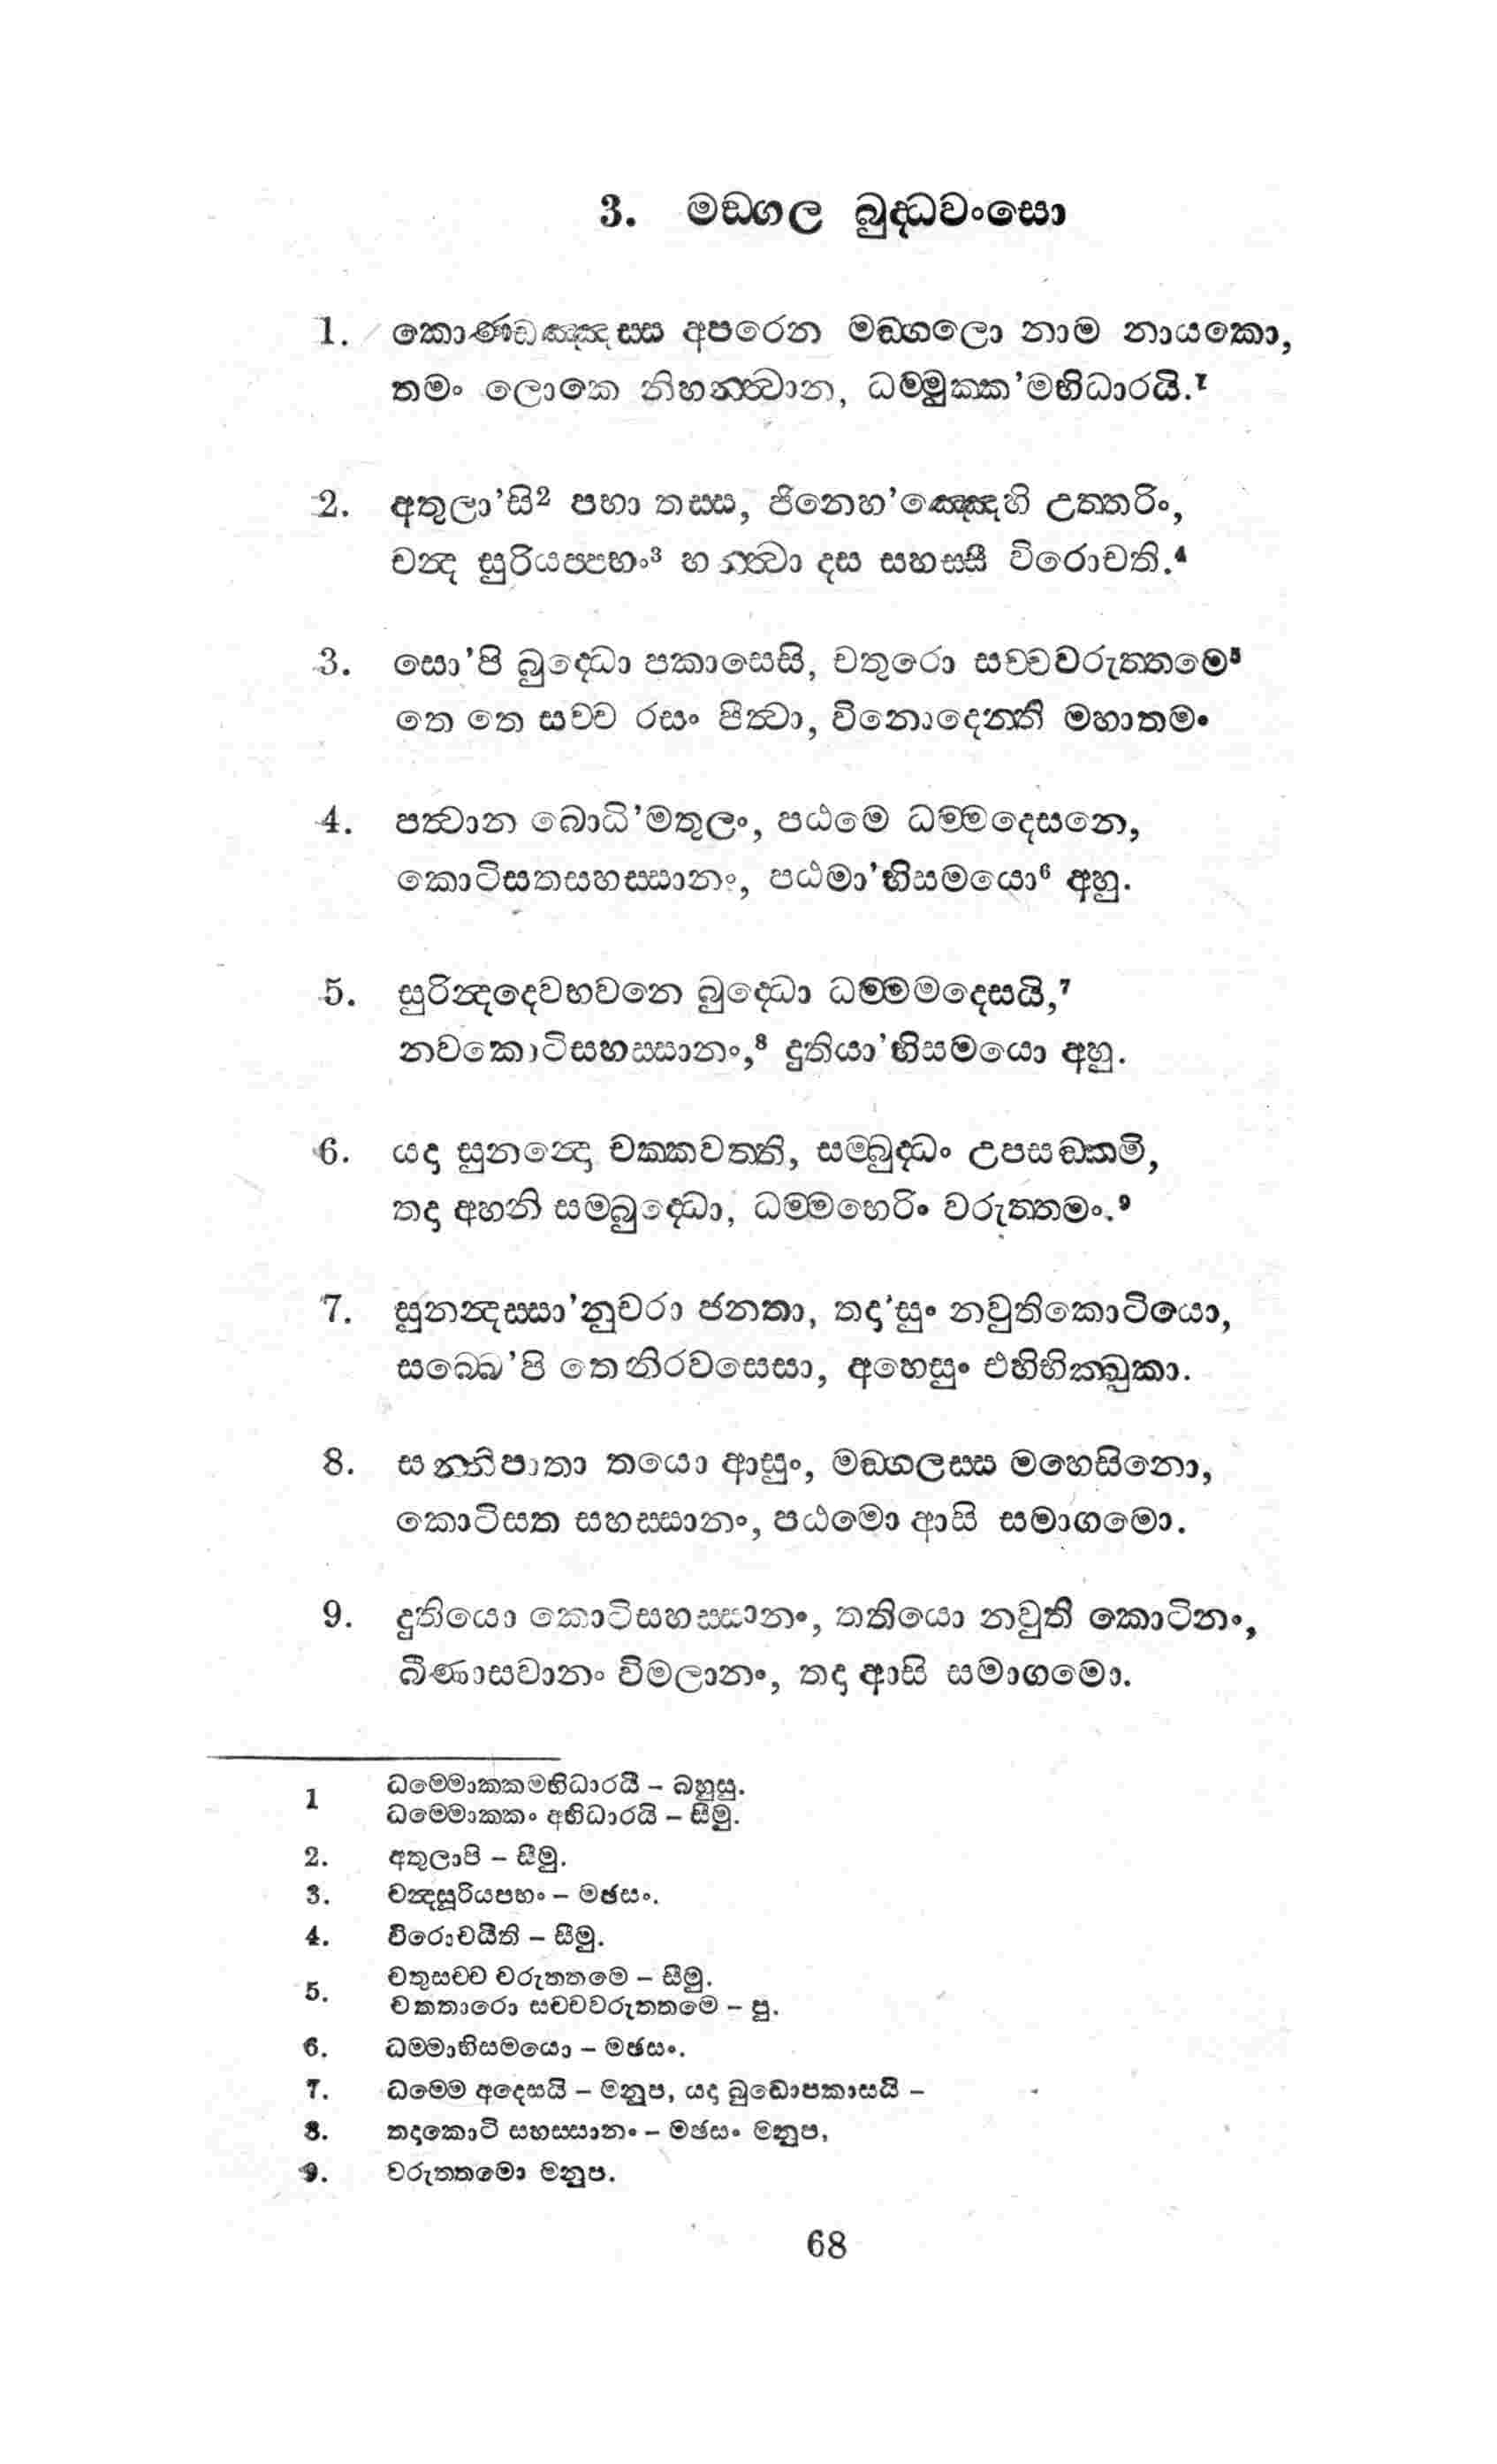 3. මඞ්ගල බුද්ධවංසො
1. කොණ්ඩඤ්ඤස්ස අපරෙන මඞ්ගලො නාම නායකො,
තමං ලොකෙ නිහන්ත්වාන, ධම්මුක්ක'මභිධාරයි.1
2. අතුලා'සි2 පභා තස්ස, ජිනෙහ'ඤ්ඤෙහි උත්තරිං,
චන්ද සුරියප්පභං3 හන්ත්වා දස සහස්සී විරොචති.4
3. සො'පි බුද්ධො පකාසෙසි, චතුරො සච්චවරුත්තමෙ5
තෙ තෙ සච්ච රසං පිත්වා, විනොදෙන්ති මහාතමං
4. පත්වාන බොධි'මතුලං, පඨමෙ ධම්මදෙසනෙ,
කොටිසතසහස්සානං, පඨමා'භිසමයො6 අහු.
5. සුරින්දදෙවභවනෙ බුද්ධො ධම්මමදෙසයි,7
නවකොටිසහස්සානං,8 දුතියා'භිසමයො අහු.
6. යදා සුනන්දො චක්කවත්ති, සම්බුද්ධං උපසඞ්කමි,
තදා අහනි සම්බුද්ධො, ධම්මභෙරිං වරුත්තමං.9
7. සුනන්දස්සා'නුචරා ජනතා, තදා'සුං නවුතිකොටියො,
සබ්බෙ'පි තෙ නිරවසෙසා, අහෙසුං එහිභික්ඛුකා.
8. සන්නිපාතා තයො ආසුං, මඞ්ගලස්ස මහෙසිනො,
කොටිසත සහස්සානං, පඨමො ආසි සමාගමො.
9. දුතියො කොටිසහස්සානං, තතියො නවුති කොටිනං,
ඛීණාසවානං විමලානං, තදා ආසි සමාගමො.
1 ධම්මොක්කමභිධාරයී – බහුසු.
ධම්මොක්කං අභිධාරයි – සීමු.
2. අතුලාපි – සීමු.
3. චන්දසූරියපභං – මඡසං.
4. විරොචයීති – සීමු.
5. චතුසච්ච වරුත්තමෙ – සීමු.
චක්තාරො සච්චවරුත්තමෙ – පු.
6. ධම්මාභිසමයො – මඡසං.
7. ධම්මෙ අදෙසයි – මනුප, යදා බුඩොපකාසයි –
8. තදාකොටි සහස්සානං – මඡසං මනුප,
9. වරුත්තමො මනුප.
68